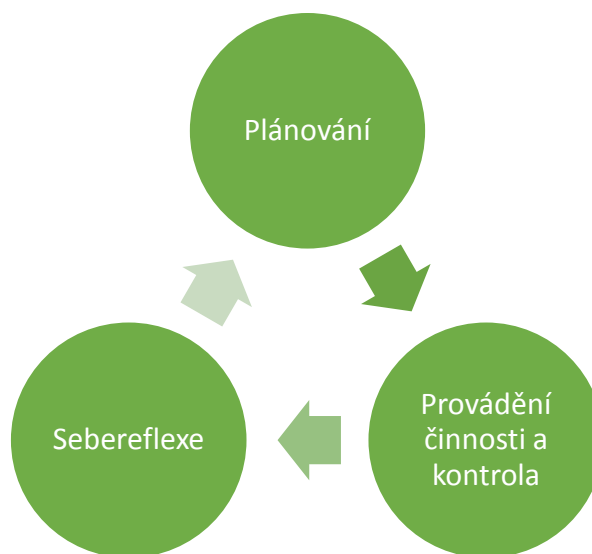 Plánování
Provádění
činnosti a
kontrola
Sebereflexe